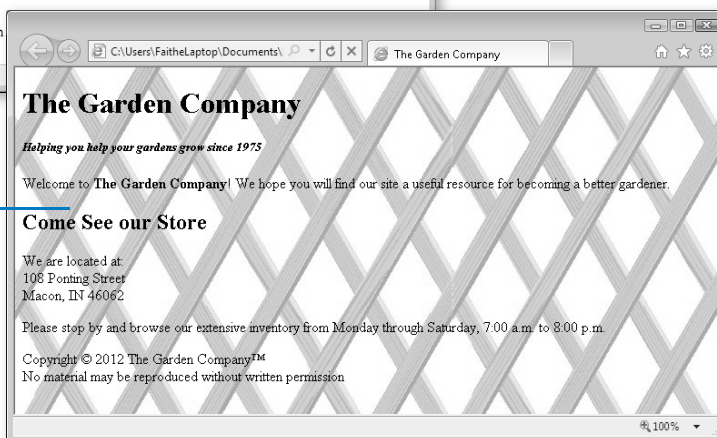 C:\Users\FaitheLaptop\Documents\
The Garden Company
The Garden Company
Helping you help your gardens grow since 1975
Welcome to The Garden Company! We hope you will find our site a useful resource for becoming a better gardener.
Come See our Store
We are located at:
108 Ponting Street
Macon, IN 46062
Please stop by and browse our extensive inventory from Monday through Saturday, 7:00 a.m. to 8:00 p.m.
Copyright © 2012 The Garden Company™
No material may be reproduced without written permission
100%